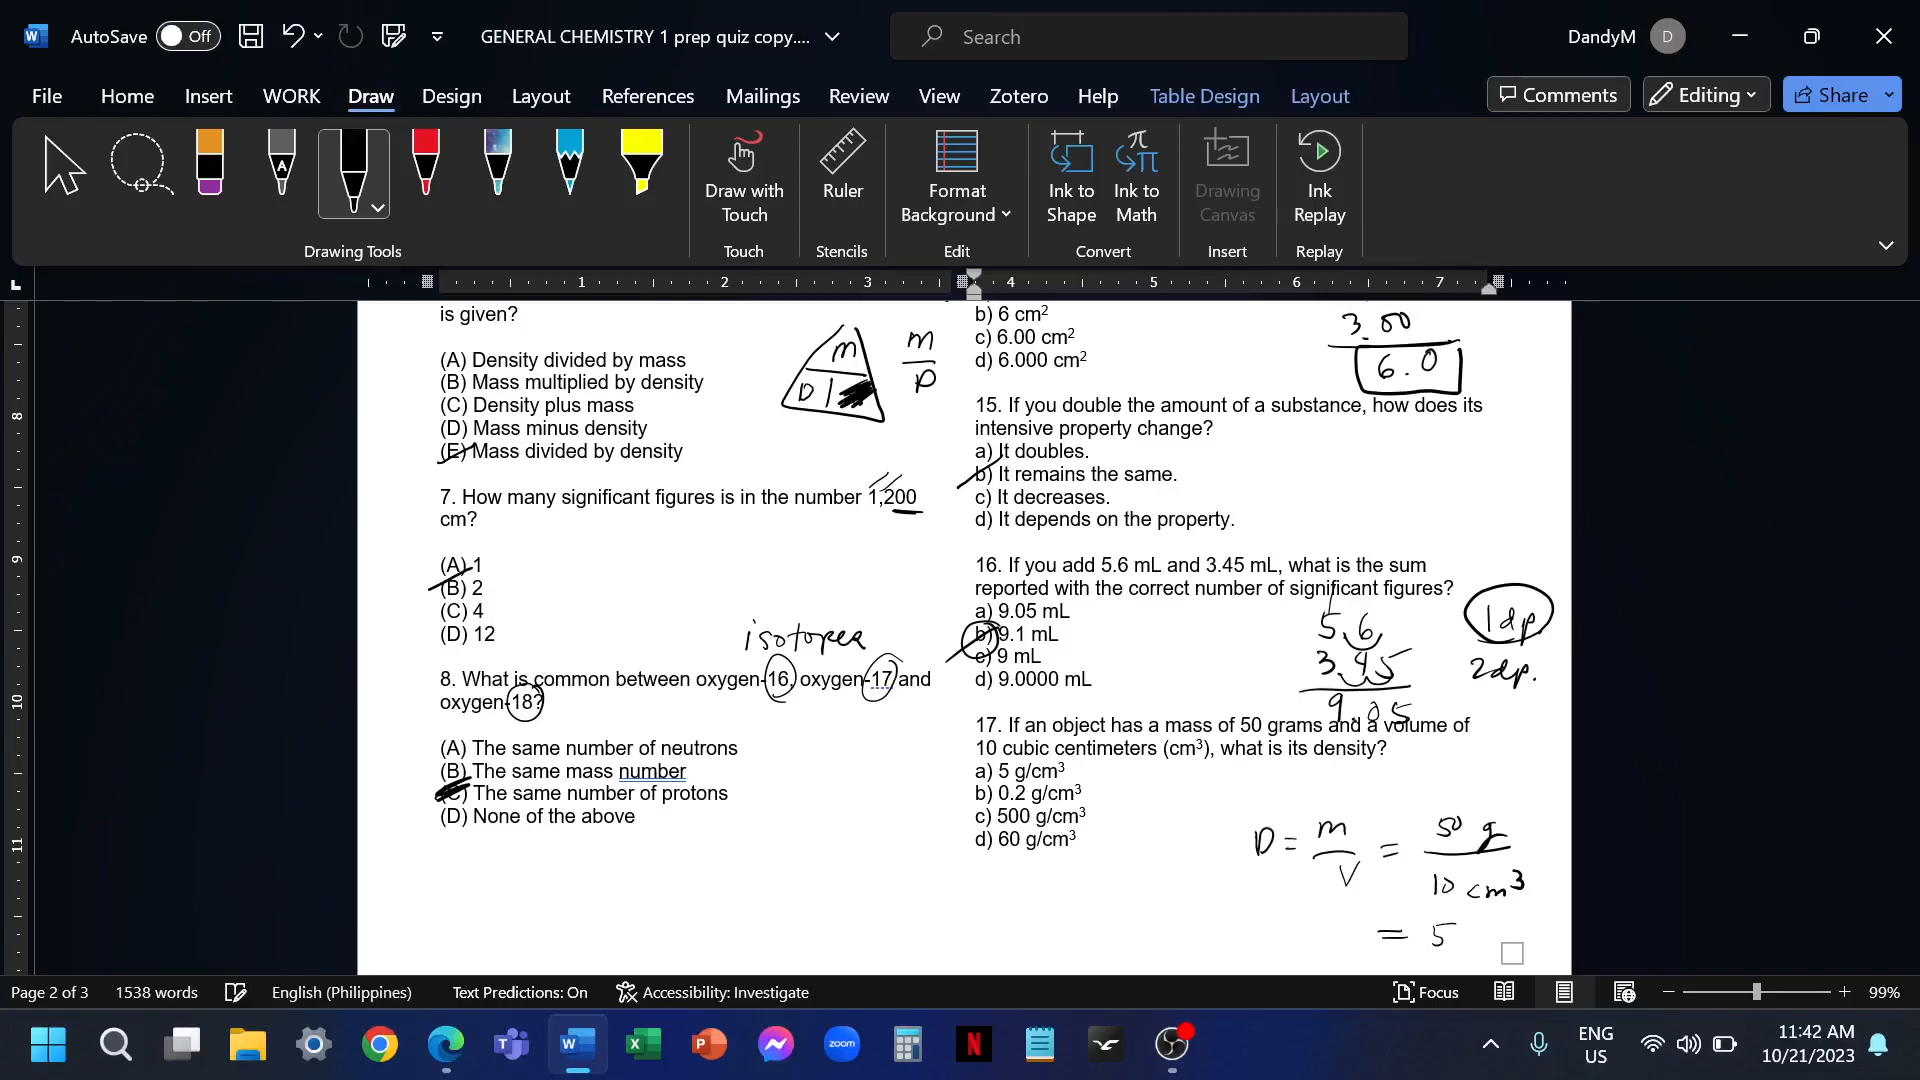 AutoSave Off GENERAL CHEMISTRY 1 prep quiz copy.... Search DandyM D
File Home Insert WORK Draw Design Layout References Mailings Review View Zotero Help Table Design Layout Comments Editing Share
Draw with Touch
Ruler
Format Background
Ink to Shape
Ink to Math
Drawing Canvas
Ink Replay
Drawing Tools Touch Stencils Edit Convert Insert Replay
1 2 3 4 5 6 7
8
9
10
11
is given?
(A) Density divided by mass
(B) Mass multiplied by density
(C) Density plus mass
(D) Mass minus density
(E) Mass divided by density
m
D
m
D
7. How many significant figures is in the number 1,200
cm?
(A) 1
(B) 2
(C) 4
(D) 12
isotopes
8. What is common between oxygen-16, oxygen-17 and
oxygen-18?
(A) The same number of neutrons
(B) The same mass number
(C) The same number of protons
(D) None of the above
b) 6 cm²
c) 6.00 cm²
d) 6.000 cm²
3.00
6.0
15. If you double the amount of a substance, how does its
intensive property change?
a) It doubles.
b) It remains the same.
c) It decreases.
d) It depends on the property.
16. If you add 5.6 mL and 3.45 mL, what is the sum
reported with the correct number of significant figures?
a) 9.05 mL
b) 9.1 mL
c) 9 mL
d) 9.0000 mL
5.6
3.45
9.05
1dp.
2dp.
17. If an object has a mass of 50 grams and a volume of
10 cubic centimeters (cm³), what is its density?
a) 5 g/cm³
b) 0.2 g/cm³
c) 500 g/cm³
d) 60 g/cm³
D = m/V = 50 g/10 cm³
= 5
Page 2 of 3 1538 words English (Philippines) Text Predictions: On Accessibility: Investigate Focus 99%
zoom
ENG
US
11:42 AM
10/21/2023